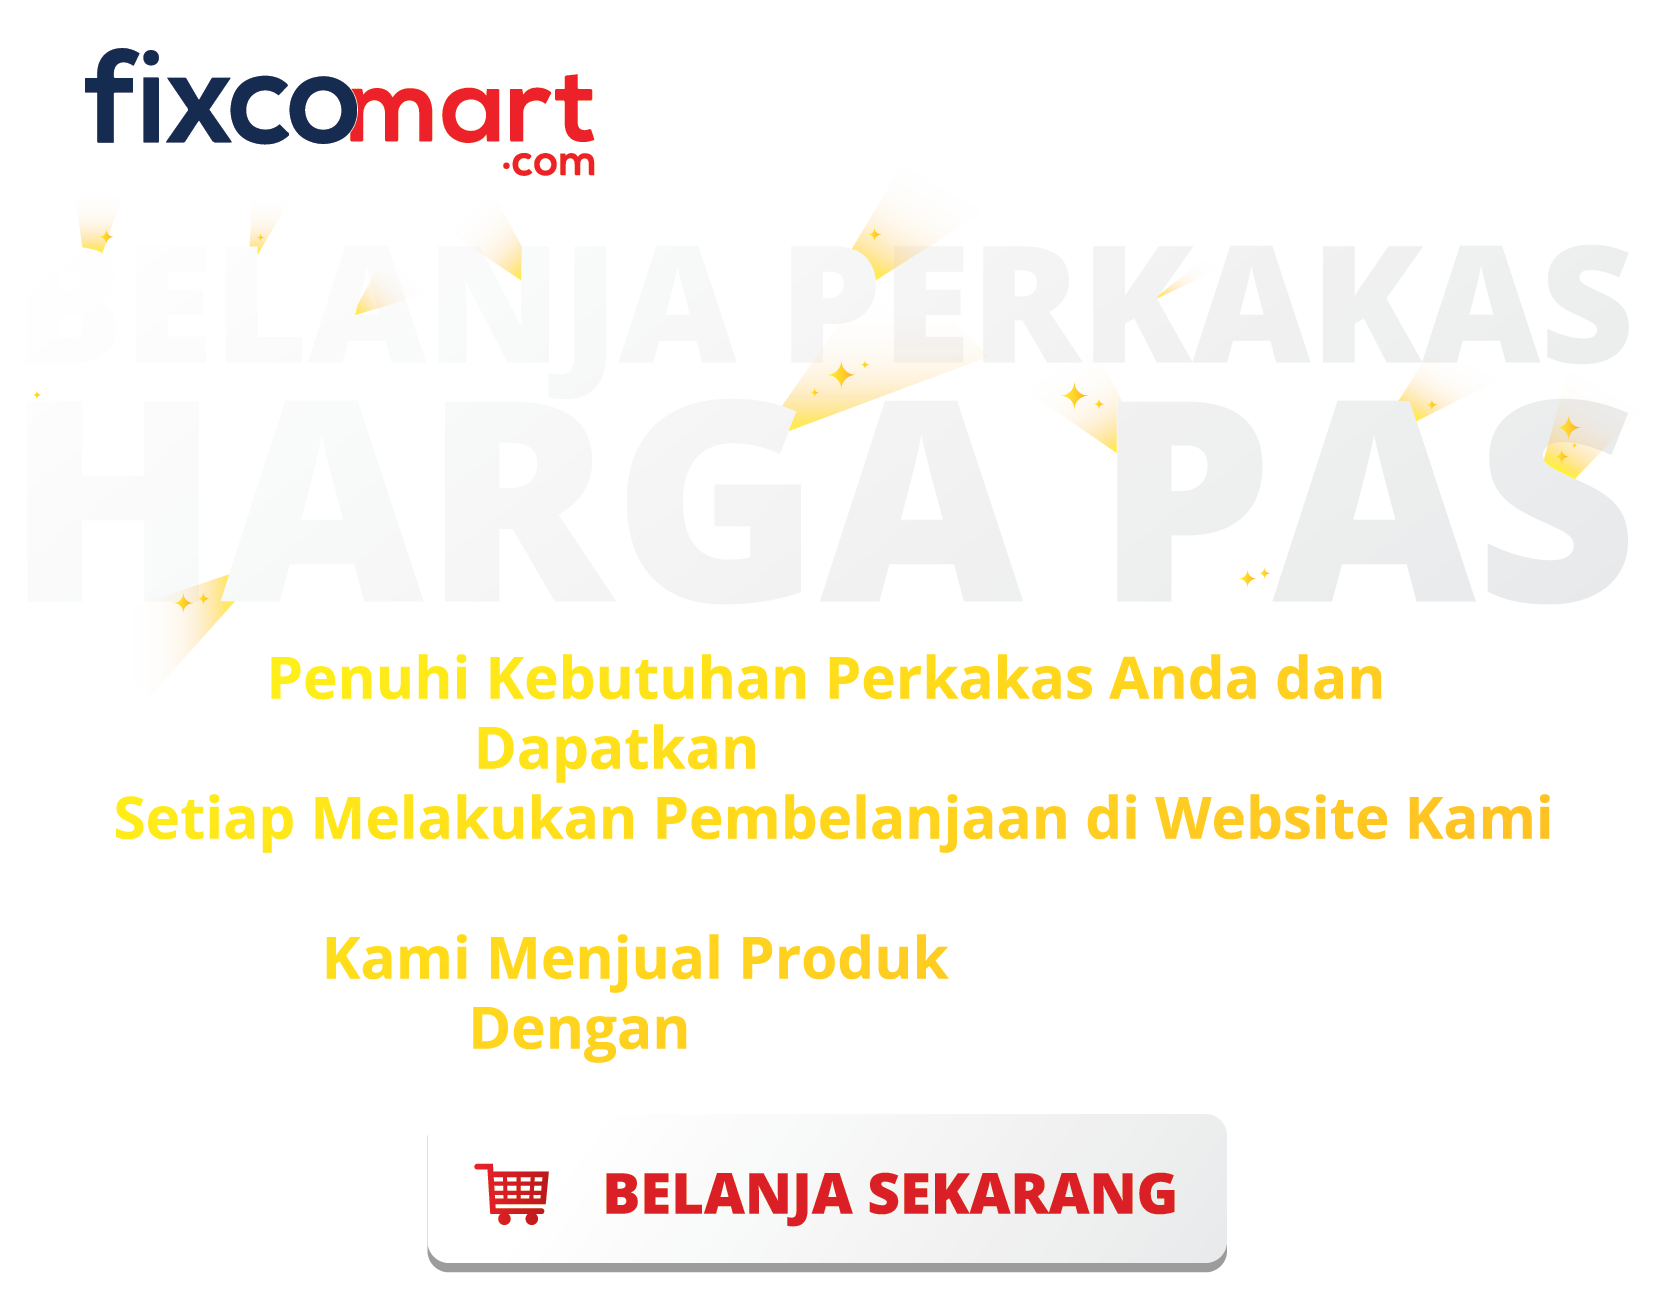 fixcomart
.com
BELANJA PERKAKAS
HARGA PAS
Penuhi Kebutuhan Perkakas Anda dan
Dapatkan
Setiap Melakukan Pembelanjaan di Website Kami
Kami Menjual Produk
Dengan
BELANJA SEKARANG